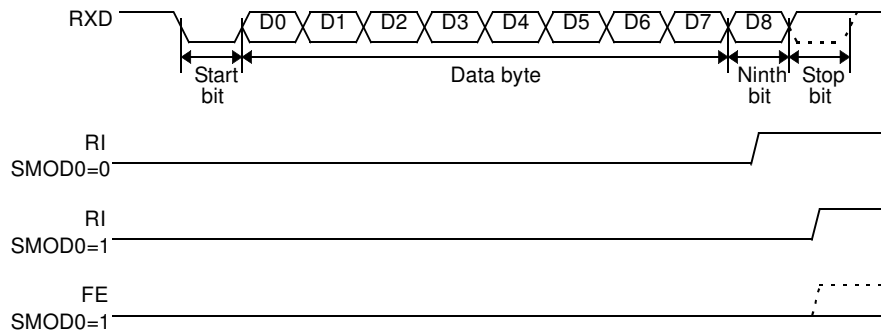 RXD D0 D1 D2 D3 D4 D5 D6 D7 D8
Start bit Data byte Ninth bit Stop bit
RI
SMOD0=0
RI
SMOD0=1
FE
SMOD0=1